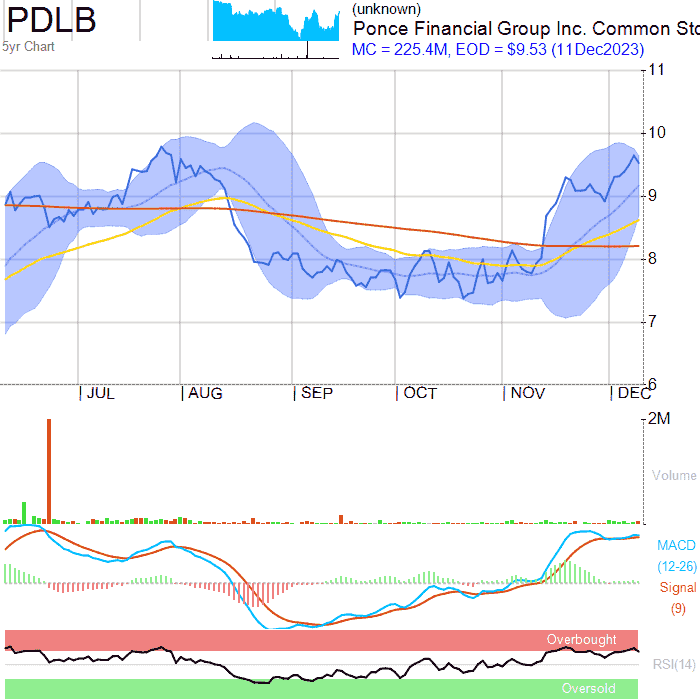 PDLB
5yr Chart
(unknown)
Ponce Financial Group Inc. Common Sto
MC = 225.4M, EOD = $9.53 (11Dec2023)
11
10
9
8
7
6
JUL AUG SEP OCT NOV DEC
2M
Volume
MACD
(12-26)
Signal
(9)
Overbought
RSI(14)
Oversold